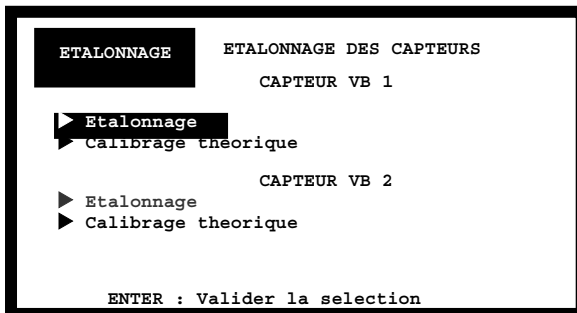 ETALONNAGE
ETALONNAGE DES CAPTEURS
CAPTEUR VB 1
Etalonnage
Calibrage theorique
CAPTEUR VB 2
Etalonnage
Calibrage theorique
ENTER : Valider la selection